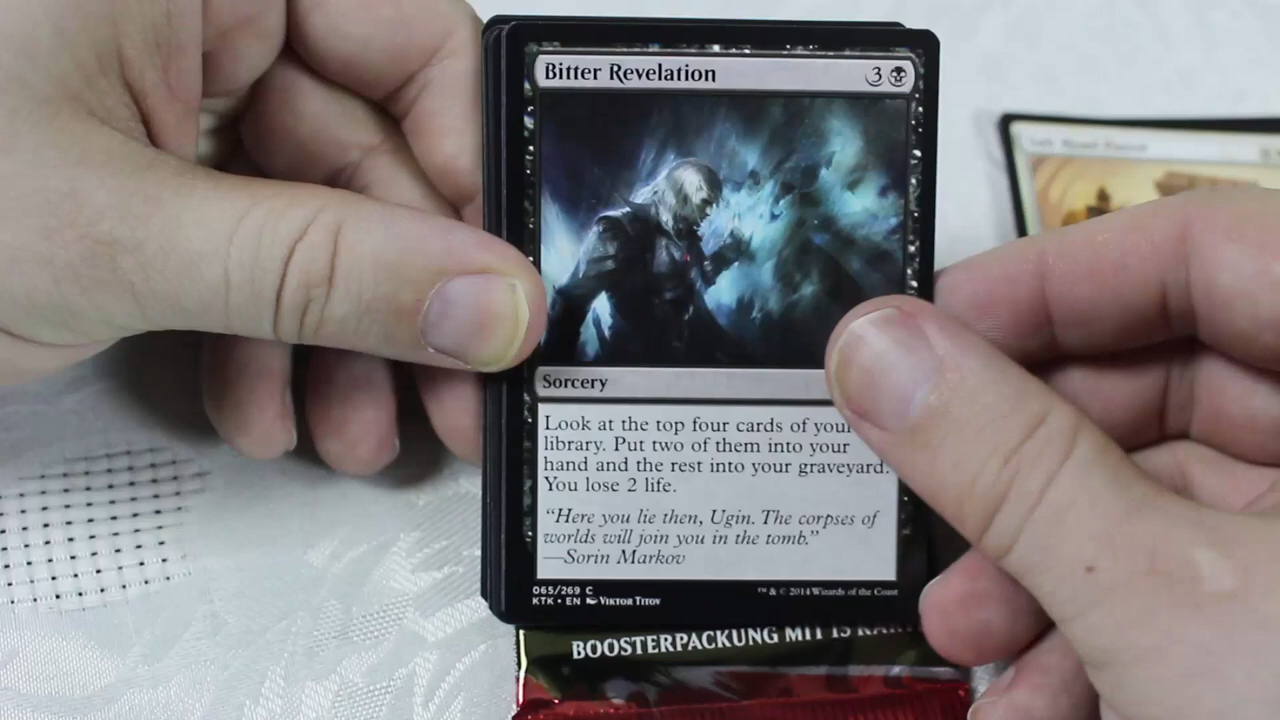 Bitter Revelation 3
Sorcery
Look at the top four cards of your
library. Put two of them into your
hand and the rest into your graveyard.
You lose 2 life.
“Here you lie then, Ugin. The corpses of
worlds will join you in the tomb.”
—Sorin Markov
065/269 C
KTK • EN Viktor Titov
™ & © 2014 Wizards of the Coast
BOOSTERPACKUNG MIT 15